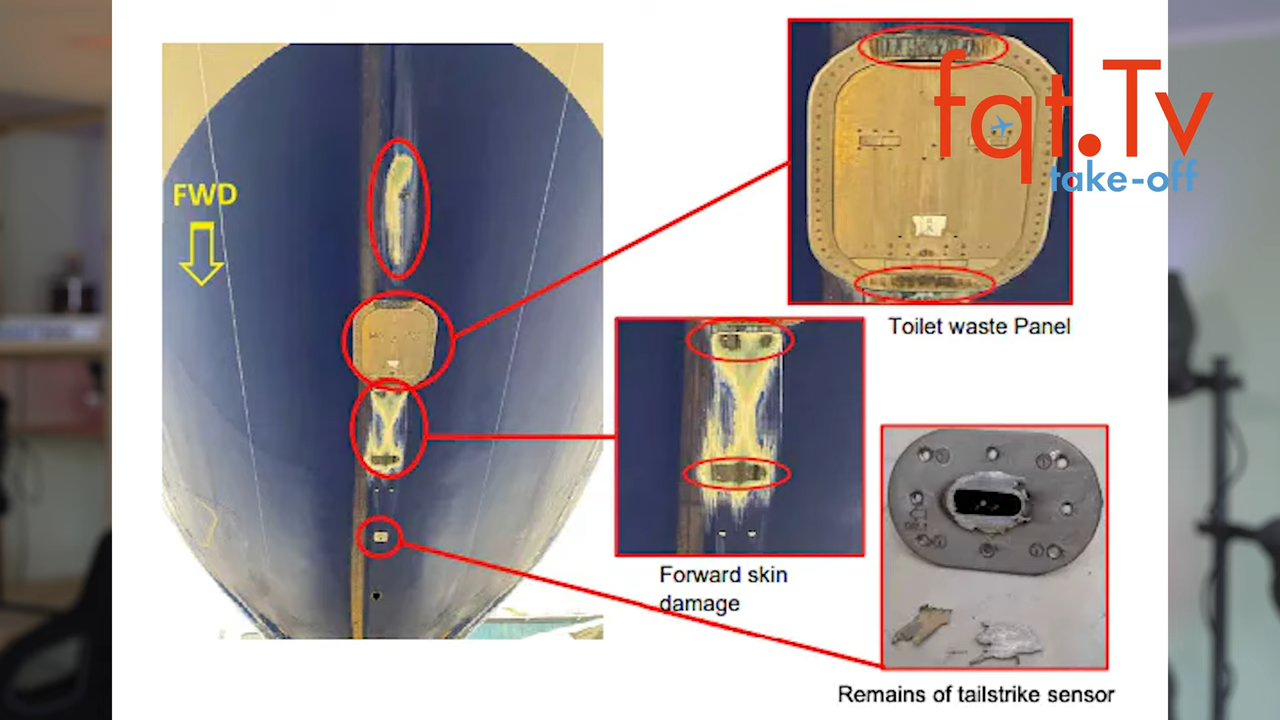 FWD
Toilet waste Panel
Forward skin
damage
Remains of tailstrike sensor
fqt.Tv
take-off